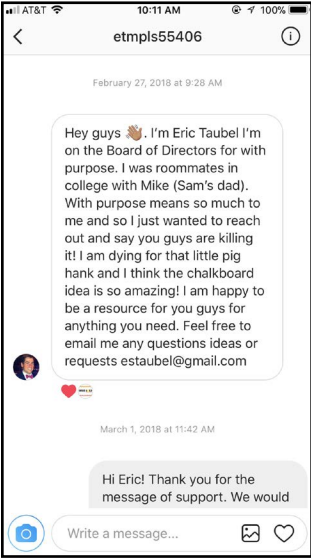 AT&T 10:11 AM 100%
etmpls55406
February 27, 2018 at 9:28 AM
Hey guys 👋🏽. I'm Eric Taubel I'm
on the Board of Directors for with
purpose. I was roommates in
college with Mike (Sam's dad).
With purpose means so much to
me and so I just wanted to reach
out and say you guys are killing
it! I am dying for that little pig
hank and I think the chalkboard
idea is so amazing! I am happy to
be a resource for you guys for
anything you need. Feel free to
email me any questions ideas or
requests estaubel@gmail.com
March 1, 2018 at 11:42 AM
Hi Eric! Thank you for the
message of support. We would
Write a message...